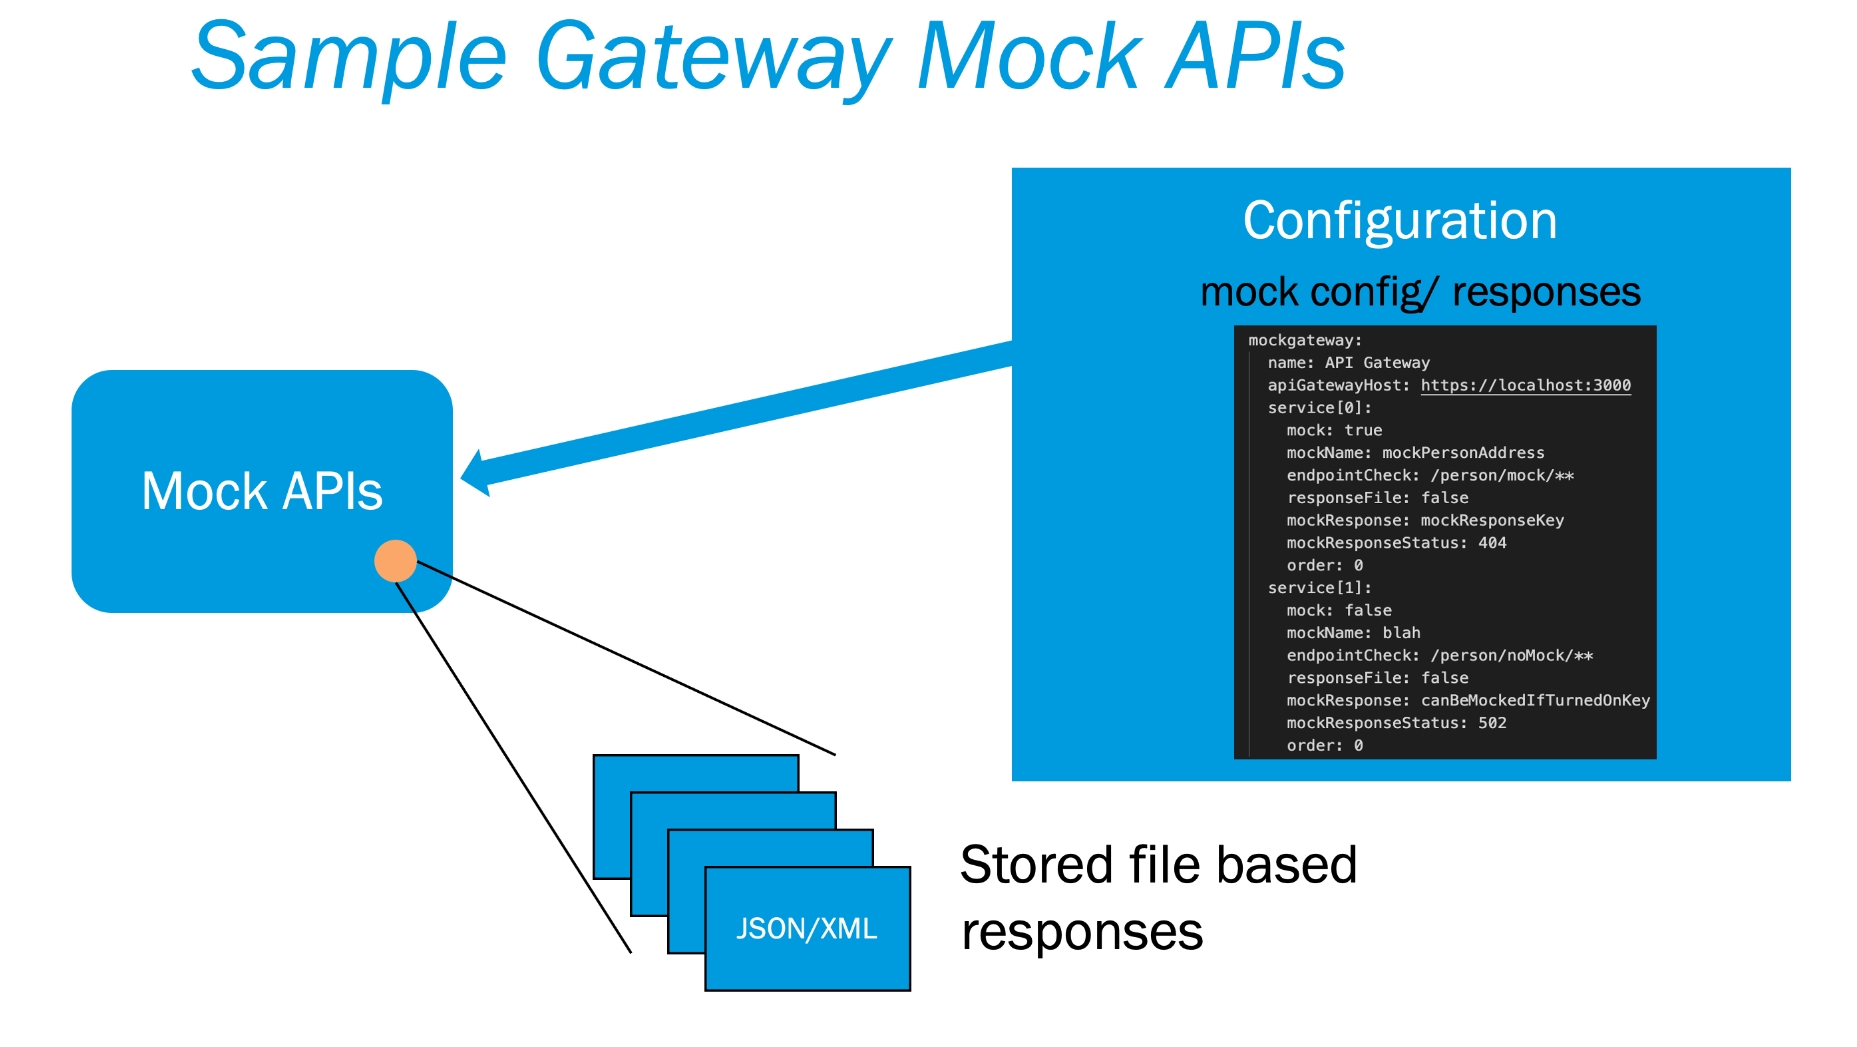 Sample Gateway Mock APIs
Configuration
mock config/ responses
mockgateway:
name: API Gateway
apiGatewayHost: https://localhost:3000
service[0]:
mock: true
mockName: mockPersonAddress
endpointCheck: /person/mock/**
responseFile: false
mockResponse: mockResponseKey
mockResponseStatus: 404
order: 0
service[1]:
mock: false
mockName: blah
endpointCheck: /person/noMock/**
responseFile: false
mockResponse: canBeMockedIfTurnedOnKey
mockResponseStatus: 502
order: 0
Mock APIs
JSON/XML
Stored file based
responses